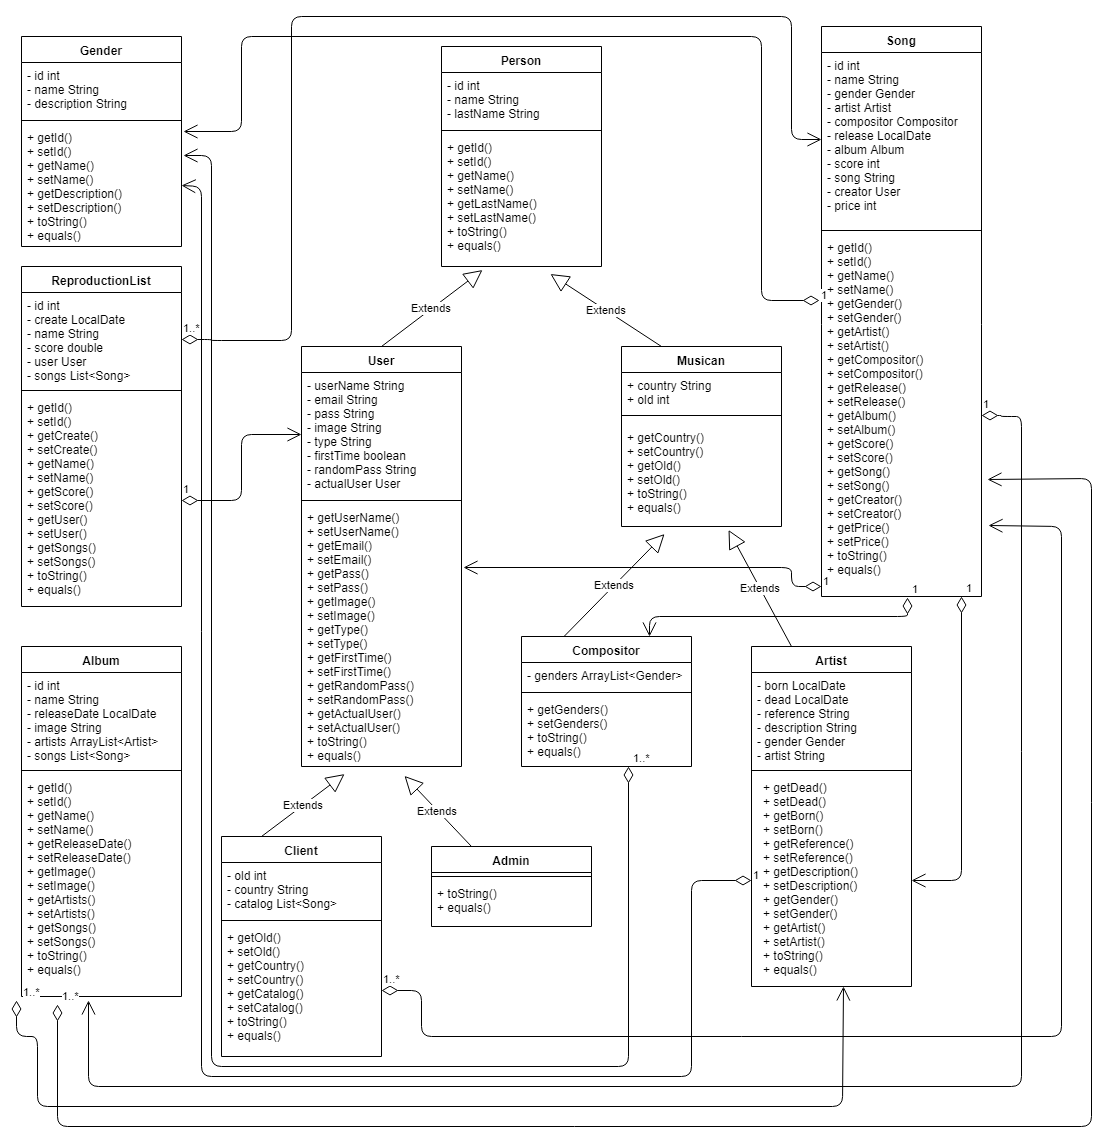 Gender
- id int
- name String
- description String
+ getId()
+ setId()
+ getName()
+ setName()
+ getDescription()
+ setDescription()
+ toString()
+ equals()
Person
- id int
- name String
- lastName String
+ getId()
+ setId()
+ getName()
+ setName()
+ getLastName()
+ setLastName()
+ toString()
+ equals()
Song
- id int
- name String
- gender Gender
- artist Artist
- compositor Compositor
- release LocalDate
- album Album
- score int
- song String
- creator User
- price int
+ getId()
+ setId()
+ getName()
+ setName()
+ getGender()
+ setGender()
+ getArtist()
+ setArtist()
+ getCompositor()
+ setCompositor()
+ getRelease()
+ setRelease()
+ getAlbum()
+ setAlbum()
+ getScore()
+ setScore()
+ getSong()
+ setSong()
+ getCreator()
+ setCreator()
+ getPrice()
+ setPrice()
+ toString()
+ equals()
1
1
1
1
1
ReproductionList
- id int
- create LocalDate
- name String
- score double
- user User
- songs List<Song>
+ getId()
+ setId()
+ getCreate()
+ setCreate()
+ getName()
+ setName()
+ getScore()
+ setScore()
+ getUser()
+ setUser()
+ getSongs()
+ setSongs()
+ toString()
+ equals()
1..*
1
Extends
Extends
User
- userName String
- email String
- pass String
- image String
- type String
- firstTime boolean
- randomPass String
- actualUser User
+ getUserName()
+ setUserName()
+ getEmail()
+ setEmail()
+ getPass()
+ setPass()
+ getImage()
+ setImage()
+ getType()
+ setType()
+ getFirstTime()
+ setFirstTime()
+ getRandomPass()
+ setRandomPass()
+ getActualUser()
+ setActualUser()
+ toString()
+ equals()
Musican
+ country String
+ old int
+ getCountry()
+ setCountry()
+ getOld()
+ setOld()
+ toString()
+ equals()
Extends
Extends
Album
- id int
- name String
- releaseDate LocalDate
- image String
- artists ArrayList<Artist>
- songs List<Song>
+ getId()
+ setId()
+ getName()
+ setName()
+ getReleaseDate()
+ setReleaseDate()
+ getImage()
+ setImage()
+ getArtists()
+ setArtists()
+ getSongs()
+ setSongs()
+ toString()
+ equals()
1..*
1..*
Compositor
- genders ArrayList<Gender>
+ getGenders()
+ setGenders()
+ toString()
+ equals()
1..*
Artist
- born LocalDate
- dead LocalDate
- reference String
- description String
- gender Gender
- artist String
+ getDead()
+ setDead()
+ getBorn()
+ setBorn()
+ getReference()
+ setReference()
+ getDescription()
+ setDescription()
+ getGender()
+ setGender()
+ getArtist()
+ setArtist()
+ toString()
+ equals()
1
Extends
Extends
Client
- old int
- country String
- catalog List<Song>
+ getOld()
+ setOld()
+ getCountry()
+ setCountry()
+ getCatalog()
+ setCatalog()
+ toString()
+ equals()
1..*
Admin
+ toString()
+ equals()